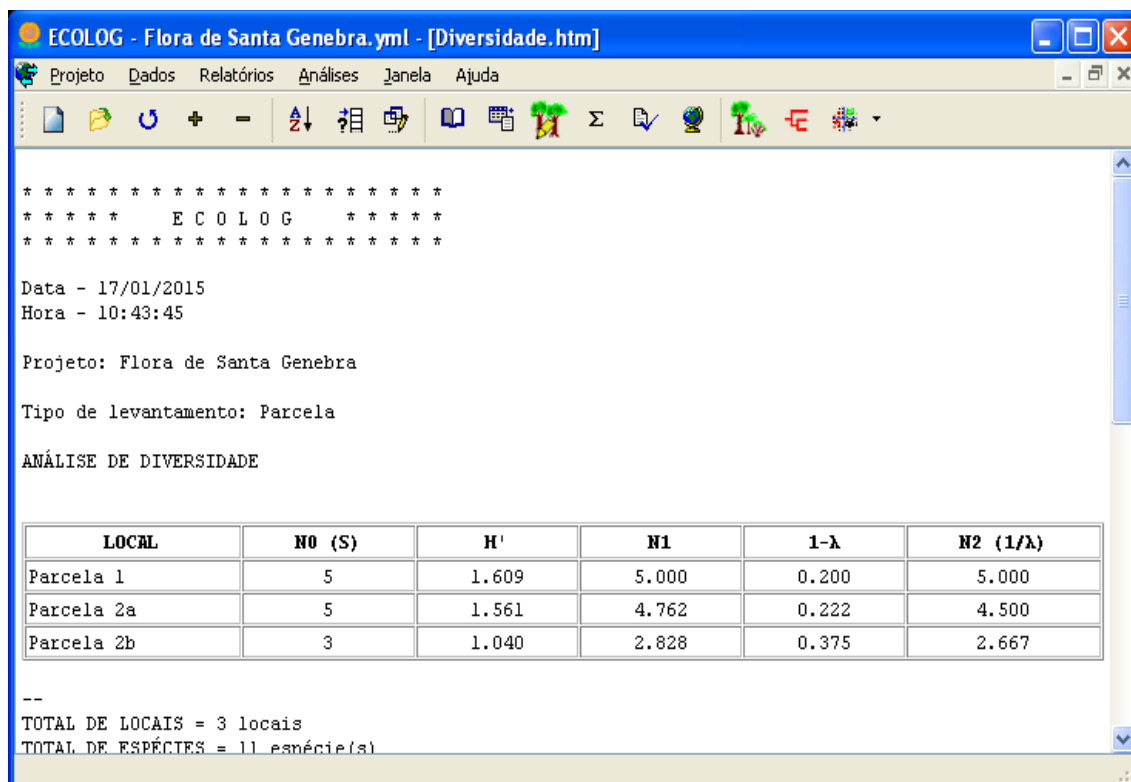 ECOLOG - Flora de Santa Genebra.yml - [Diversidade.htm]
Projeto Dados Relatórios Análises Janela Ajuda
* * * * * * * * * * * * * * * * * * * *
* * * * * E C O L O G * * * * *
* * * * * * * * * * * * * * * * * * * *
Data - 17/01/2015
Hora - 10:43:45
Projeto: Flora de Santa Genebra
Tipo de levantamento: Parcela
ANÁLISE DE DIVERSIDADE
LOCAL N0 (S) H' N1 1-λ N2 (1/λ)
Parcela 1 5 1.609 5.000 0.200 5.000
Parcela 2a 5 1.561 4.762 0.222 4.500
Parcela 2b 3 1.040 2.828 0.375 2.667
--
TOTAL DE LOCAIS = 3 locais
TOTAL DE ESPÉCIES = 11 espécie(s)